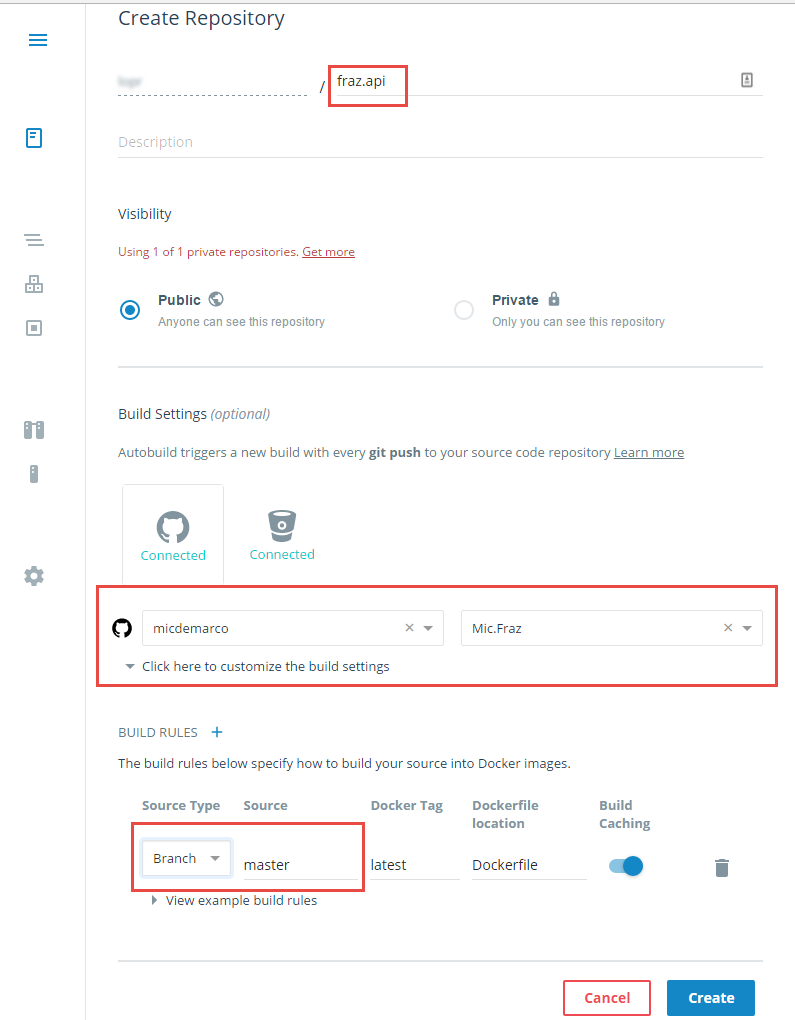 Create Repository
/ fraz.api
Description
Visibility
Using 1 of 1 private repositories. Get more
Public
Anyone can see this repository
Private
Only you can see this repository
Build Settings (optional)
Autobuild triggers a new build with every git push to your source code repository Learn more
Connected
Connected
micdemarco
Mic.Fraz
Click here to customize the build settings
BUILD RULES +
The build rules below specify how to build your source into Docker images.
Source Type Source Docker Tag Dockerfile location Build Caching
Branch master latest Dockerfile
View example build rules
Cancel Create